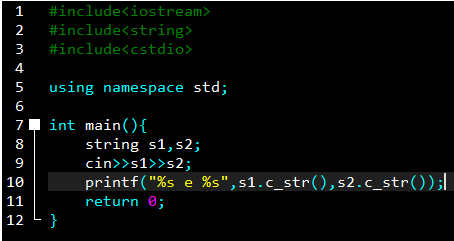 1 #include<iostream>
2 #include<string>
3 #include<cstdio>
4
5 using namespace std;
6
7 int main(){
8 string s1,s2;
9 cin>>s1>>s2;
10 printf("%s e %s",s1.c_str(),s2.c_str());
11 return 0;
12 }